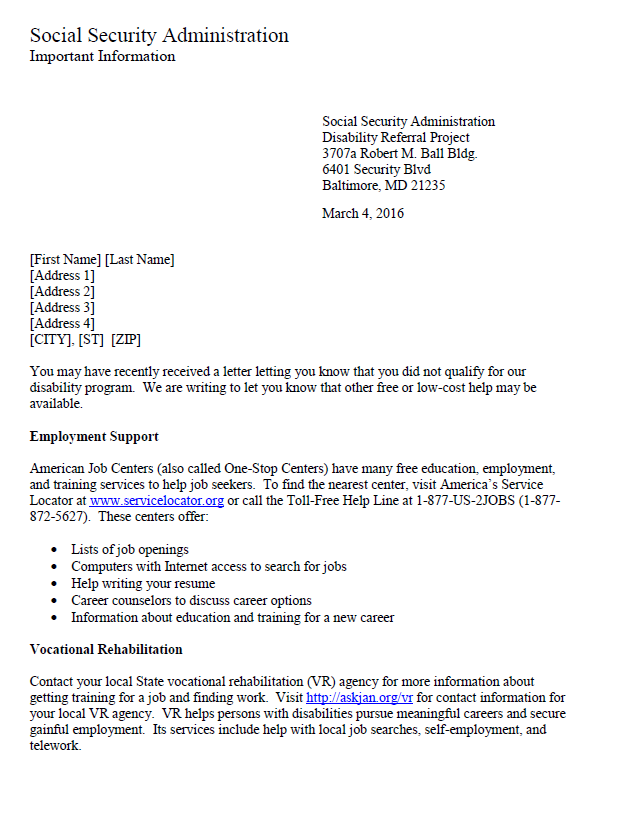 Social Security Administration
Important Information
Social Security Administration
Disability Referral Project
3707a Robert M. Ball Bldg.
6401 Security Blvd
Baltimore, MD 21235
March 4, 2016
[First Name] [Last Name]
[Address 1]
[Address 2]
[Address 3]
[Address 4]
[CITY], [ST]  [ZIP]
You may have recently received a letter letting you know that you did not qualify for our
disability program.  We are writing to let you know that other free or low-cost help may be
available.
Employment Support
American Job Centers (also called One-Stop Centers) have many free education, employment,
and training services to help job seekers.  To find the nearest center, visit America's Service
Locator at www.servicelocator.org or call the Toll-Free Help Line at 1-877-US-2JOBS (1-877-
872-5627).  These centers offer:
• Lists of job openings
• Computers with Internet access to search for jobs
• Help writing your resume
• Career counselors to discuss career options
• Information about education and training for a new career
Vocational Rehabilitation
Contact your local State vocational rehabilitation (VR) agency for more information about
getting training for a job and finding work.  Visit http://askjan.org/vr for contact information for
your local VR agency.  VR helps persons with disabilities pursue meaningful careers and secure
gainful employment.  Its services include help with local job searches, self-employment, and
telework.